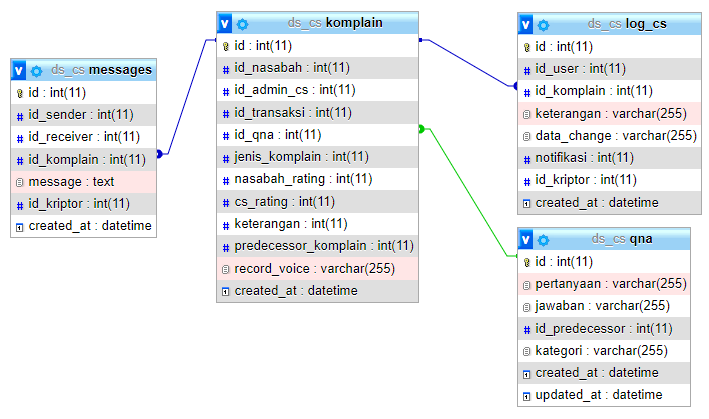 ds_cs messages
id : int(11)
id_sender : int(11)
id_receiver : int(11)
id_komplain : int(11)
message : text
id_kriptor : int(11)
created_at : datetime
v ds_cs komplain
id : int(11)
id_nasabah : int(11)
id_admin_cs : int(11)
id_transaksi : int(11)
id_qna : int(11)
jenis_komplain : int(11)
nasabah_rating : int(11)
cs_rating : int(11)
keterangan : int(11)
predecessor_komplain : int(11)
record_voice : varchar(255)
created_at : datetime
v ds_cs log_cs
id : int(11)
id_user : int(11)
id_komplain : int(11)
keterangan : varchar(255)
data_change : varchar(255)
notifikasi : int(11)
id_kriptor : int(11)
created_at : datetime
v ds_cs qna
id : int(11)
pertanyaan : varchar(255)
jawaban : varchar(255)
id_predecessor : int(11)
kategori : varchar(255)
created_at : datetime
updated_at : datetime